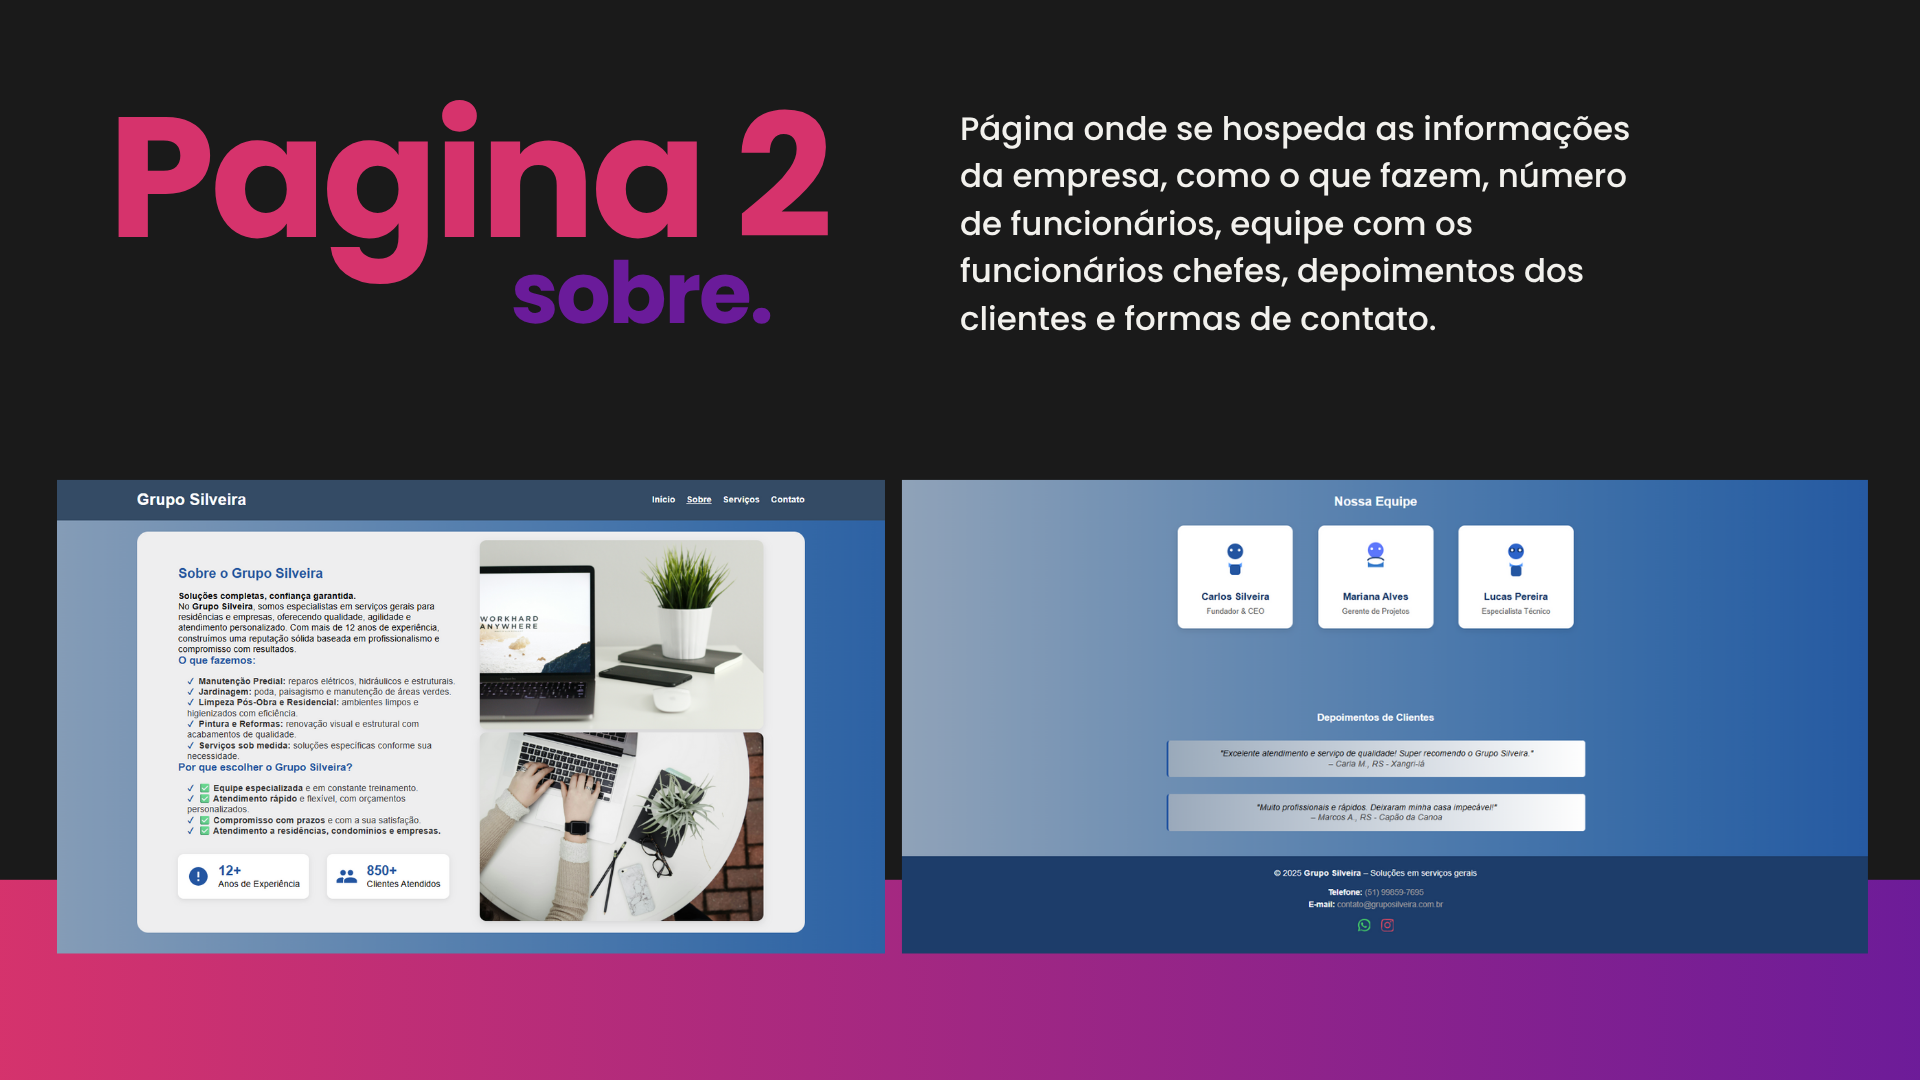 Pagina 2
sobre.
Página onde se hospeda as informações
da empresa, como o que fazem, número
de funcionários, equipe com os
funcionários chefes, depoimentos dos
clientes e formas de contato.
Grupo Silveira
Início Sobre Serviços Contato
Sobre o Grupo Silveira
Soluções completas, confiança garantida.
No Grupo Silveira, somos especialistas em serviços gerais para
residências e empresas, oferecendo qualidade, agilidade e
atendimento personalizado. Com mais de 12 anos de experiência,
construímos uma reputação sólida baseada em profissionalismo e
compromisso com resultados.
O que fazemos:
✓ Manutenção Predial: reparos elétricos, hidráulicos e estruturais.
✓ Jardinagem: poda, paisagismo e manutenção de áreas verdes.
✓ Limpeza Pós-Obra e Residencial: ambientes limpos e
higienizados com eficiência.
✓ Pintura e Reformas: renovação visual e estrutural com
acabamentos de qualidade.
✓ Serviços sob medida: soluções específicas conforme sua
necessidade.
Por que escolher o Grupo Silveira?
✓ ✅ Equipe especializada e em constante treinamento.
✓ ✅ Atendimento rápido e flexível, com orçamentos
personalizados.
✓ ✅ Compromisso com prazos e com a sua satisfação.
✓ ✅ Atendimento a residências, condomínios e empresas.
12+
Anos de Experiência
850+
Clientes Atendidos
WORKHARD
ANYWHERE
Nossa Equipe
Carlos Silveira
Fundador & CEO
Mariana Alves
Gerente de Projetos
Lucas Pereira
Especialista Técnico
Depoimentos de Clientes
"Excelente atendimento e serviço de qualidade! Super recomendo o Grupo Silveira."
– Carla M., RS - Xangri-lá
"Muito profissionais e rápidos. Deixaram minha casa impecável!"
– Marcos A., RS - Capão da Canoa
© 2025 Grupo Silveira – Soluções em serviços gerais
Telefone: (51) 99859-7695
E-mail: contato@gruposilveira.com.br